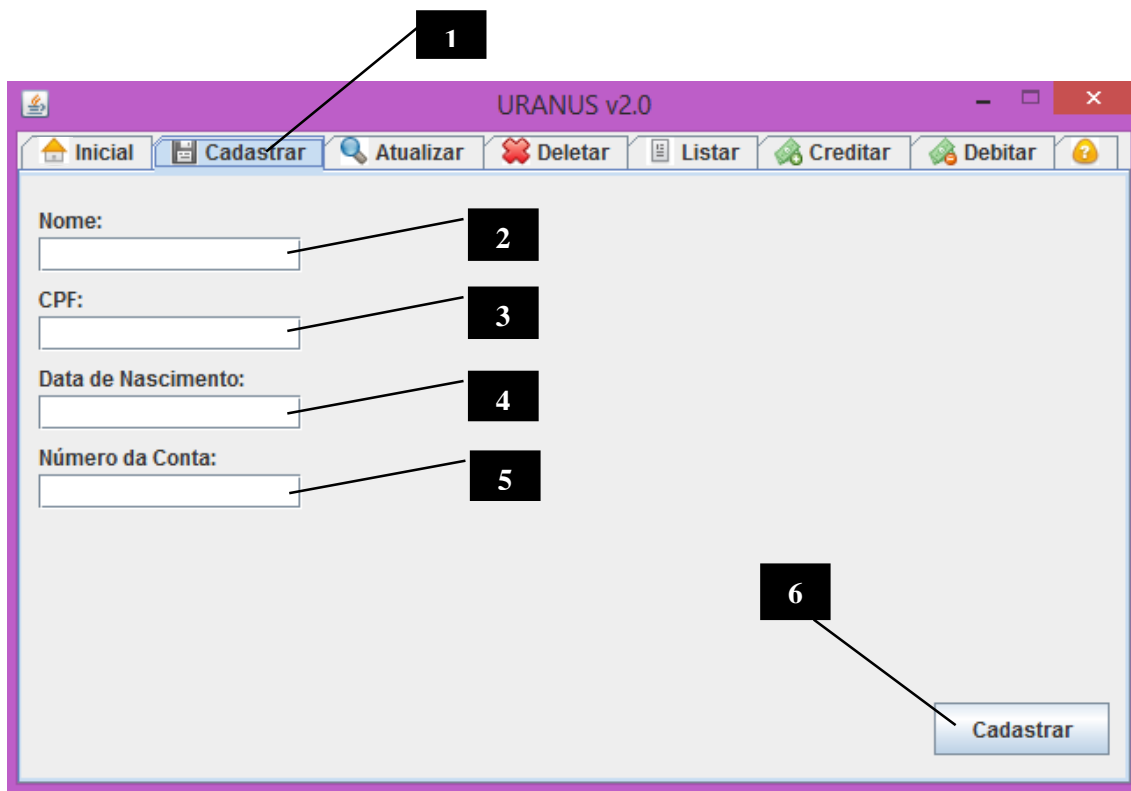 1
URANUS v2.0
Inicial Cadastrar Atualizar Deletar Listar Creditar Debitar ?
Nome:
2
CPF:
3
Data de Nascimento:
4
Número da Conta:
5
6
Cadastrar